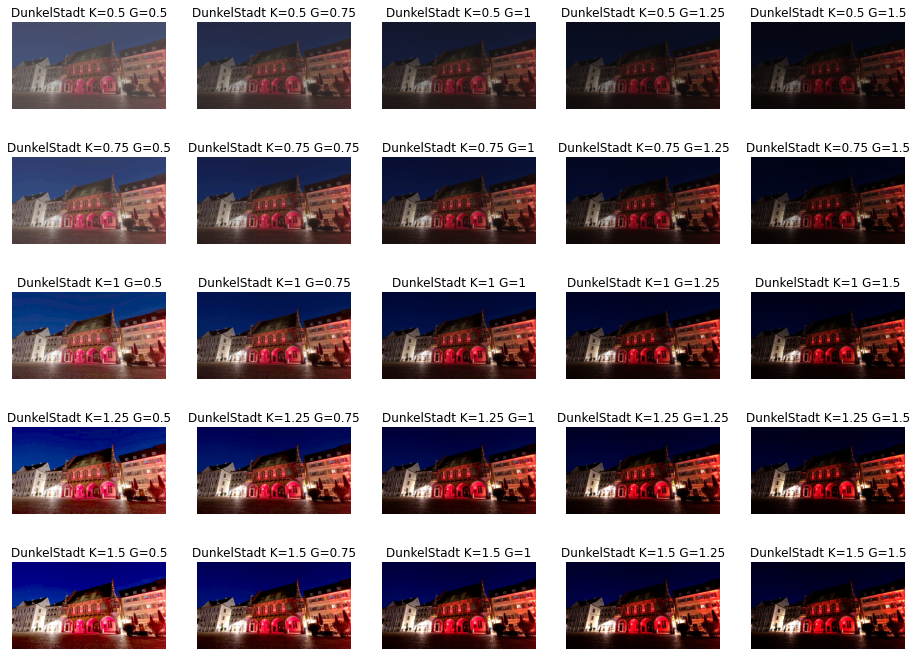 DunkelStadt K=0.5 G=0.5
DunkelStadt K=0.5 G=0.75
DunkelStadt K=0.5 G=1
DunkelStadt K=0.5 G=1.25
DunkelStadt K=0.5 G=1.5
DunkelStadt K=0.75 G=0.5
DunkelStadt K=0.75 G=0.75
DunkelStadt K=0.75 G=1
DunkelStadt K=0.75 G=1.25
DunkelStadt K=0.75 G=1.5
DunkelStadt K=1 G=0.5
DunkelStadt K=1 G=0.75
DunkelStadt K=1 G=1
DunkelStadt K=1 G=1.25
DunkelStadt K=1 G=1.5
DunkelStadt K=1.25 G=0.5
DunkelStadt K=1.25 G=0.75
DunkelStadt K=1.25 G=1
DunkelStadt K=1.25 G=1.25
DunkelStadt K=1.25 G=1.5
DunkelStadt K=1.5 G=0.5
DunkelStadt K=1.5 G=0.75
DunkelStadt K=1.5 G=1
DunkelStadt K=1.5 G=1.25
DunkelStadt K=1.5 G=1.5